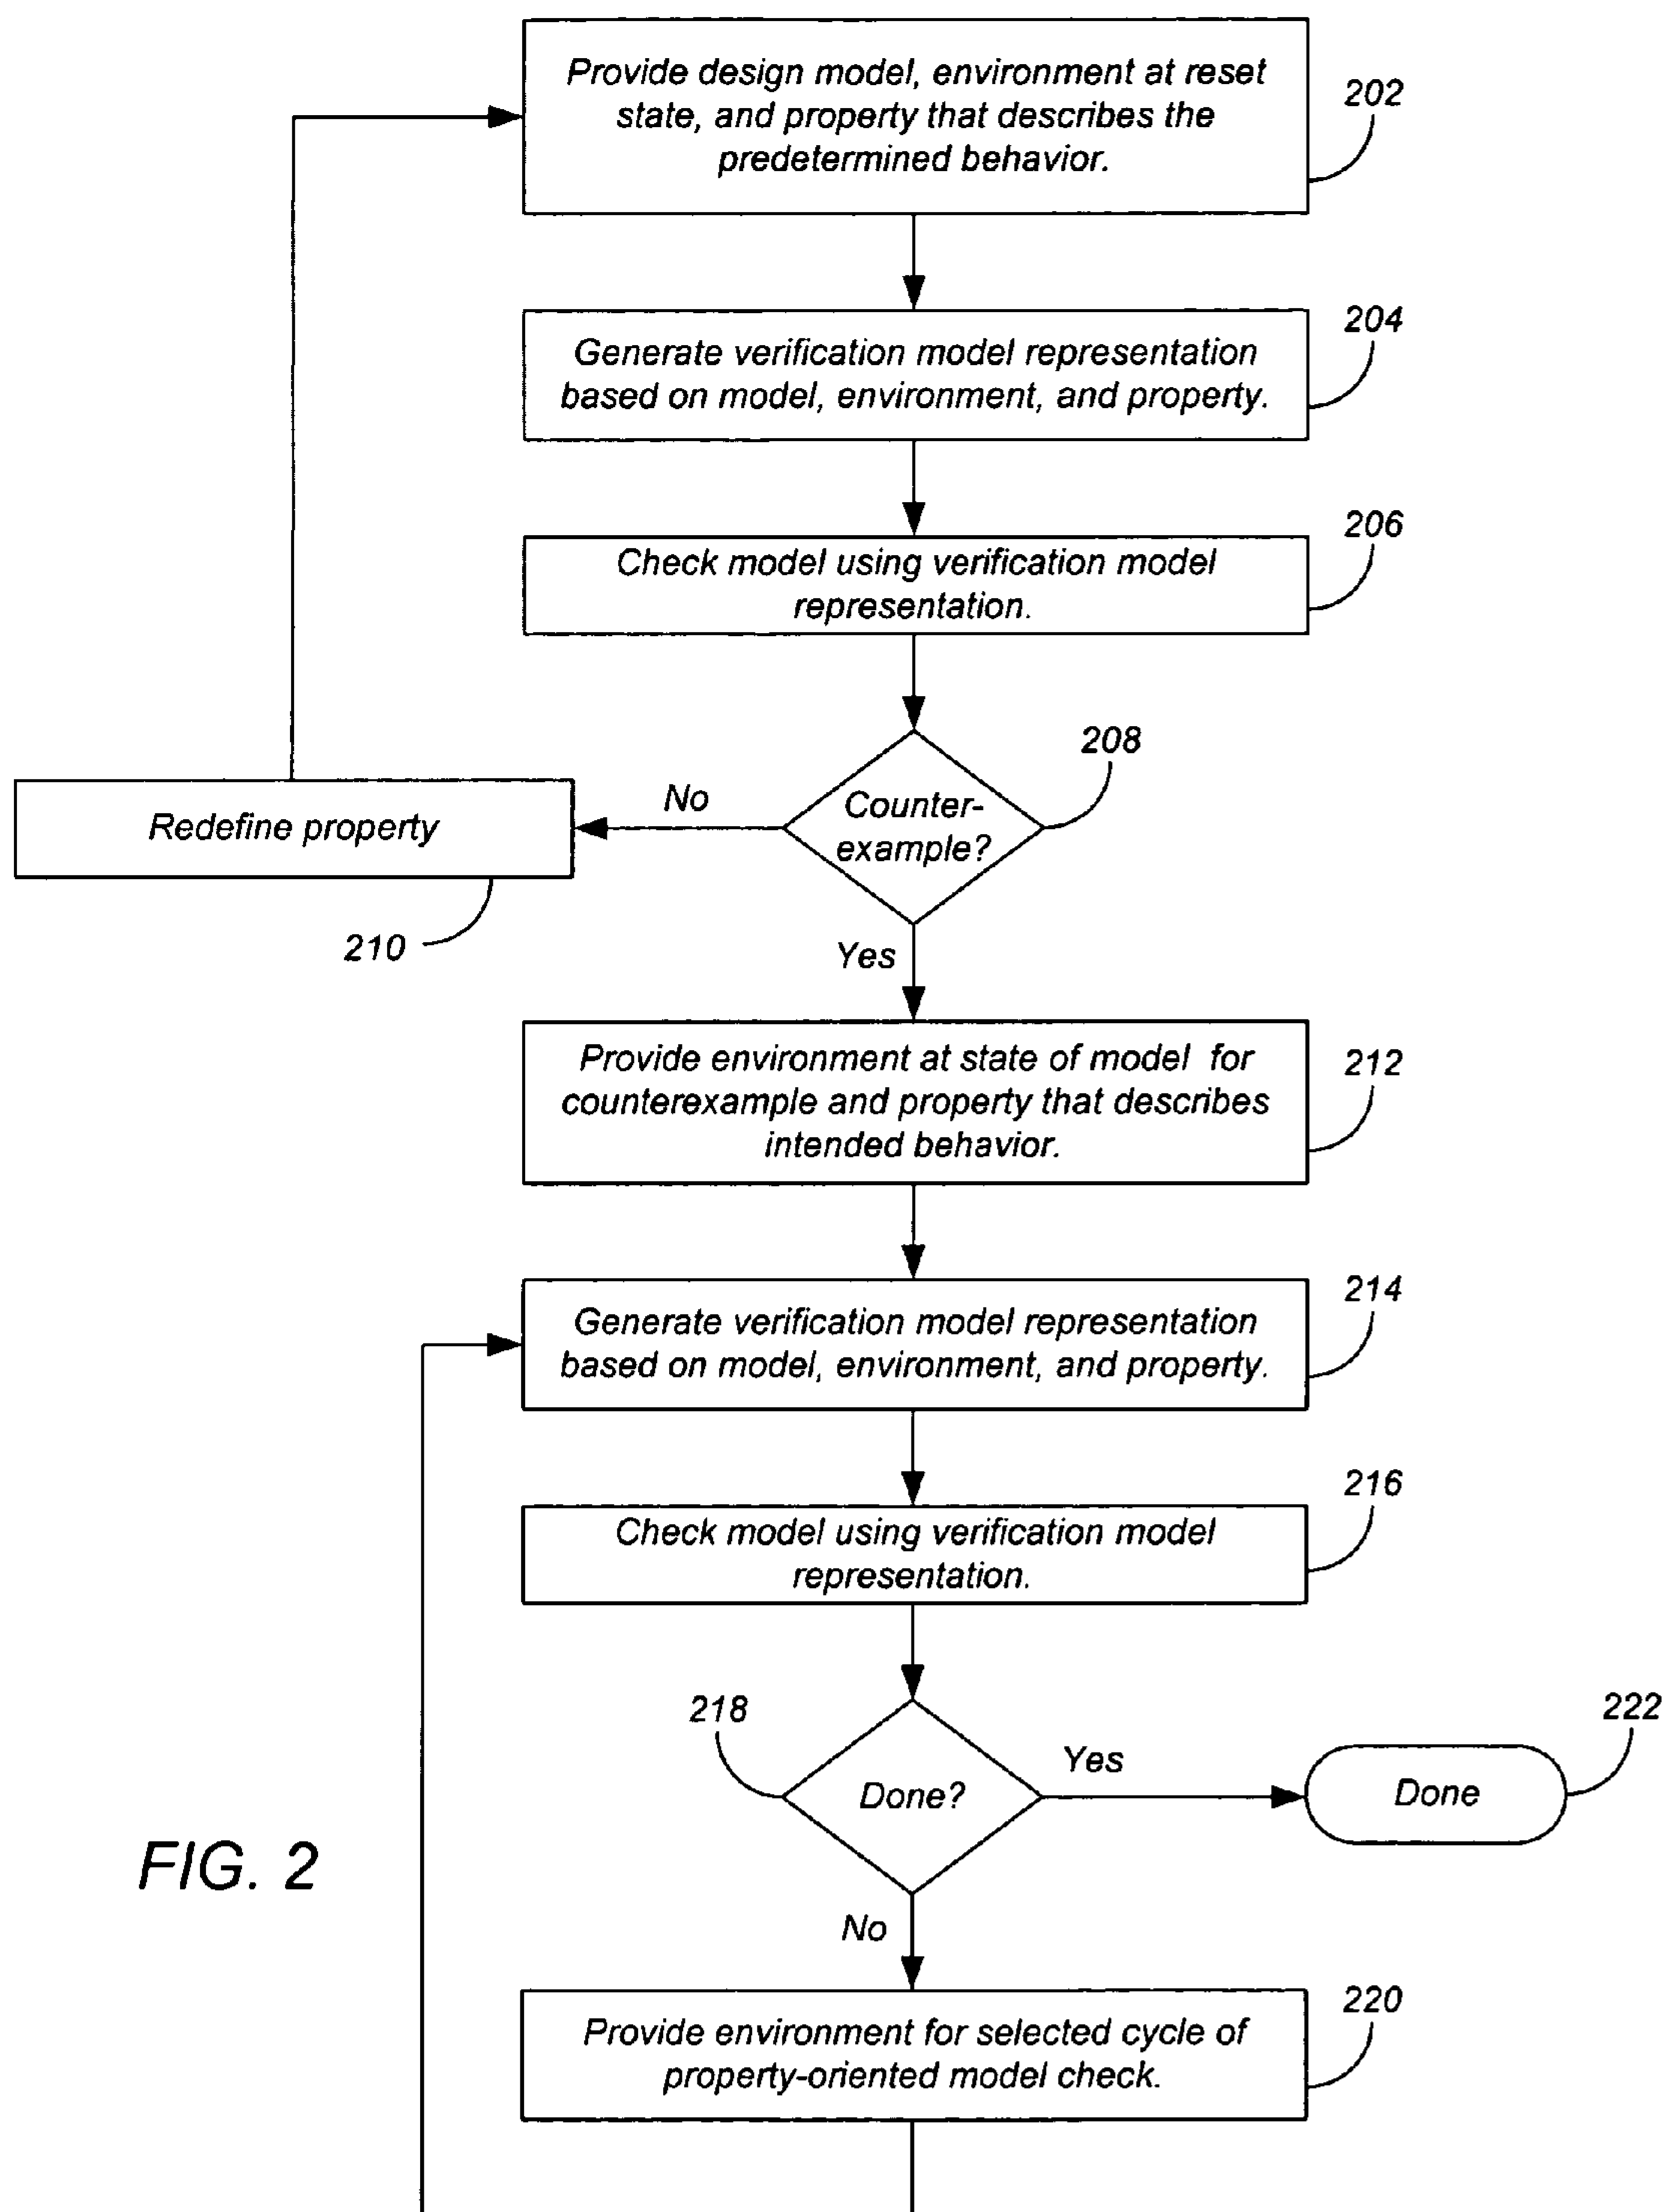 Provide design model, environment at reset
state, and property that describes the
predetermined behavior.
202
Generate verification model representation
based on model, environment, and property.
204
Check model using verification model
representation.
206
Counter-
example?
208
No
Redefine property
210
Yes
Provide environment at state of model for
counterexample and property that describes
intended behavior.
212
Generate verification model representation
based on model, environment, and property.
214
Check model using verification model
representation.
216
218
Done?
Yes
Done
222
FIG. 2
No
Provide environment for selected cycle of
property-oriented model check.
220